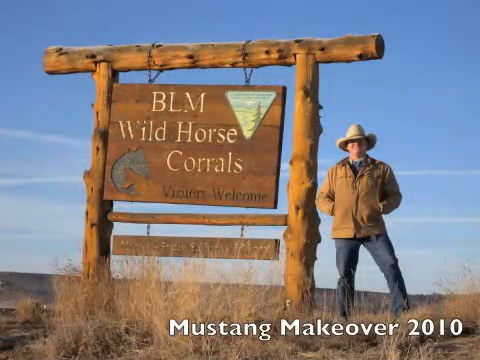 BLM
Wild Horse
Corrals
Visitors Welcome
Mustang Makeover 2010